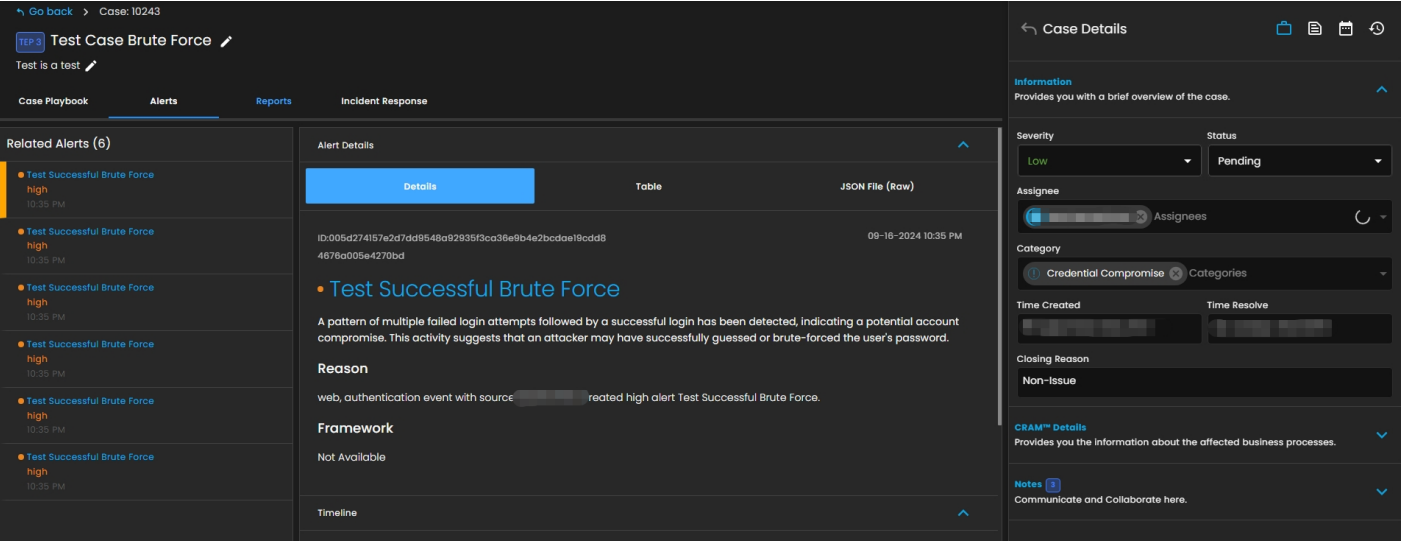 Go back > Case: 10243
TEP 3 Test Case Brute Force
Test is a test
Case Playbook Alerts Reports Incident Response
Related Alerts (6)
Test Successful Brute Force
high
10:35 PM
Test Successful Brute Force
high
10:35 PM
Test Successful Brute Force
high
10:35 PM
Test Successful Brute Force
high
10:35 PM
Test Successful Brute Force
high
10:35 PM
Test Successful Brute Force
high
10:35 PM
Alert Details
Details Table JSON File (Raw)
ID:005d274157e2d7dd9548a92935f3ca36e9b4e2bcdae19cdd8 09-16-2024 10:35 PM
4676a005e4270bd
Test Successful Brute Force
A pattern of multiple failed login attempts followed by a successful login has been detected, indicating a potential account
compromise. This activity suggests that an attacker may have successfully guessed or brute-forced the user's password.
Reason
web, authentication event with source reated high alert Test Successful Brute Force.
Framework
Not Available
Timeline
Case Details
Information
Provides you with a brief overview of the case.
Severity Status
Low Pending
Assignee
Assignees
Category
Credential Compromise Categories
Time Created Time Resolve
Closing Reason
Non-Issue
CRAM™ Details
Provides you the information about the affected business processes.
Notes 3
Communicate and Collaborate here.